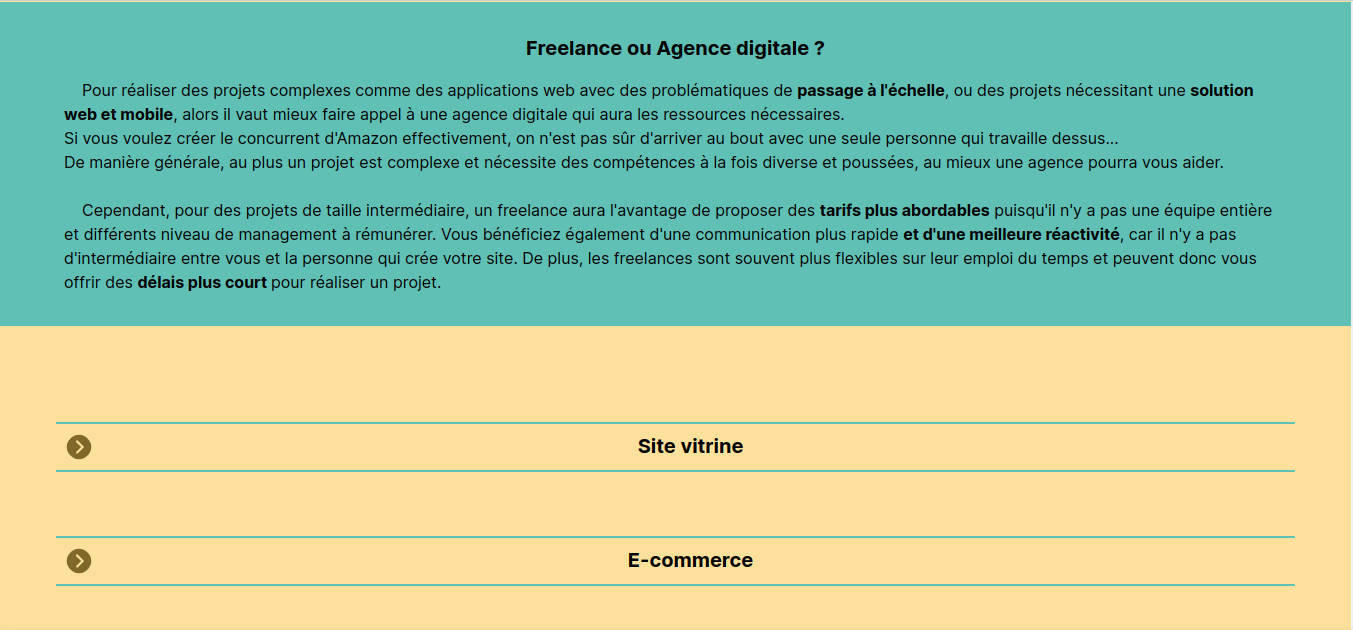 Freelance ou Agence digitale ?
Pour réaliser des projets complexes comme des applications web avec des problématiques de passage à l'échelle, ou des projets nécessitant une solution
web et mobile, alors il vaut mieux faire appel à une agence digitale qui aura les ressources nécessaires.
Si vous voulez créer le concurrent d'Amazon effectivement, on n'est pas sûr d'arriver au bout avec une seule personne qui travaille dessus...
De manière générale, au plus un projet est complexe et nécessite des compétences à la fois diverse et poussées, au mieux une agence pourra vous aider.
Cependant, pour des projets de taille intermédiaire, un freelance aura l'avantage de proposer des tarifs plus abordables puisqu'il n'y a pas une équipe entière
et différents niveau de management à rémunérer. Vous bénéficiez également d'une communication plus rapide et d'une meilleure réactivité, car il n'y a pas
d'intermédiaire entre vous et la personne qui crée votre site. De plus, les freelances sont souvent plus flexibles sur leur emploi du temps et peuvent donc vous
offrir des délais plus court pour réaliser un projet.
Site vitrine
E-commerce